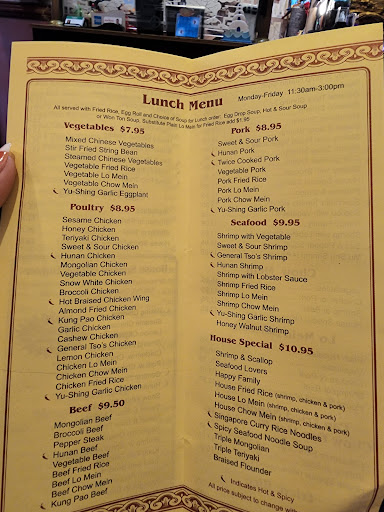 Lunch Menu
Monday-Friday 11:30am-3:00pm
All served with Fried Rice, Egg Roll and Choice of Soup for Lunch order: Egg Drop Soup, Hot & Sour Soup
or Won Ton Soup. Substitute Plain Lo Mein for Fried Rice add $1.95
Vegetables $7.95
Mixed Chinese Vegetables
Stir Fried String Bean
Steamed Chinese Vegetables
Vegetable Fried Rice
Vegetable Lo Mein
Vegetable Chow Mein
Yu-Shing Garlic Eggplant
Poultry $8.95
Sesame Chicken
Honey Chicken
Teriyaki Chicken
Sweet & Sour Chicken
Hunan Chicken
Mongolian Chicken
Vegetable Chicken
Snow White Chicken
Broccoli Chicken
Hot Braised Chicken Wing
Almond Fried Chicken
Kung Pao Chicken
Garlic Chicken
Cashew Chicken
General Tso's Chicken
Lemon Chicken
Chicken Lo Mein
Chicken Chow Mein
Chicken Fried Rice
Yu-Shing Garlic Chicken
Beef $9.50
Mongolian Beef
Broccoli Beef
Pepper Steak
Hunan Beef
Vegetable Beef
Beef Fried Rice
Beef Lo Mein
Beef Chow Mein
Kung Pao Beef
Pork $8.95
Sweet & Sour Pork
Hunan Pork
Twice Cooked Pork
Vegetable Pork
Pork Fried Rice
Pork Lo Mein
Pork Chow Mein
Yu-Shing Garlic Pork
Seafood $9.95
Shrimp with Vegetable
Sweet & Sour Shrimp
General Tso's Shrimp
Hunan Shrimp
Shrimp with Lobster Sauce
Shrimp Fried Rice
Shrimp Lo Mein
Shrimp Chow Mein
Yu-Shing Garlic Shrimp
Honey Walnut Shrimp
House Special $10.95
Shrimp & Scallop
Seafood Lovers
Happy Family
House Fried Rice (shrimp, chicken & pork)
House Lo Mein (shrimp, chicken & pork)
House Chow Mein (shrimp, chicken & pork)
Singapore Curry Rice Noodles
Spicy Seafood Noodle Soup
Triple Mongolian
Triple Teriyaki
Braised Flounder
Indicates Hot & Spicy
All price subject to change with